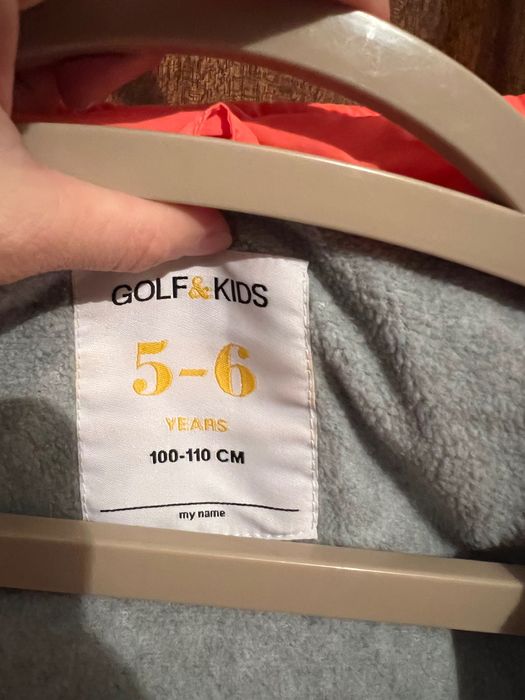 GOLF&KIDS
5-6
YEARS
100-110 CM
my name